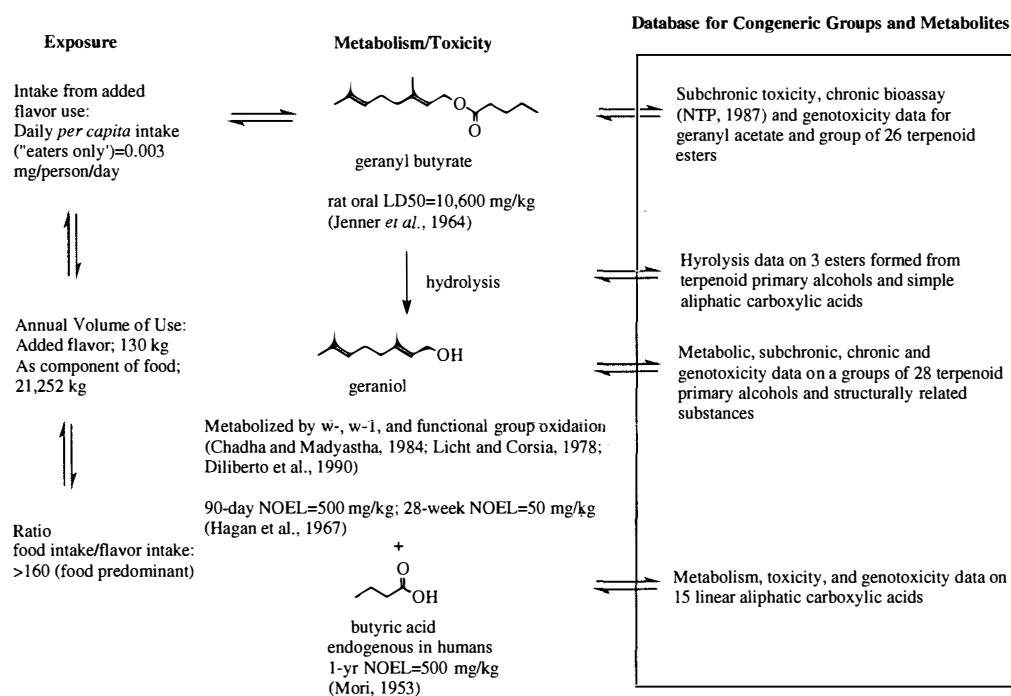 Database for Congeneric Groups and Metabolites
Exposure
Metabolism/Toxicity
Intake from added
flavor use:
Daily per capita intake
("eaters only')=0.003
mg/person/day
O
O
geranyl butyrate
rat oral LD50=10,600 mg/kg
(Jenner et al., 1964)
Subchronic toxicity, chronic bioassay
(NTP, 1987) and genotoxicity data for
geranyl acetate and group of 26 terpenoid
esters
hydrolysis
Hyrolysis data on 3 esters formed from
terpenoid primary alcohols and simple
aliphatic carboxylic acids
Annual Volume of Use:
Added flavor; 130 kg
As component of food;
21,252 kg
OH
geraniol
Metabolic, subchronic, chronic and
genotoxicity data on a groups of 28 terpenoid
primary alcohols and structurally related
substances
Metabolized by w-, w-1, and functional group oxidation
(Chadha and Madyastha, 1984; Licht and Corsia, 1978;
Diliberto et al., 1990)
90-day NOEL=500 mg/kg; 28-week NOEL=50 mg/kg
(Hagan et al., 1967)
Ratio
food intake/flavor intake:
>160 (food predominant)
+
O
OH
butyric acid
endogenous in humans
1-yr NOEL=500 mg/kg
(Mori, 1953)
Metabolism, toxicity, and genotoxicity data on
15 linear aliphatic carboxylic acids